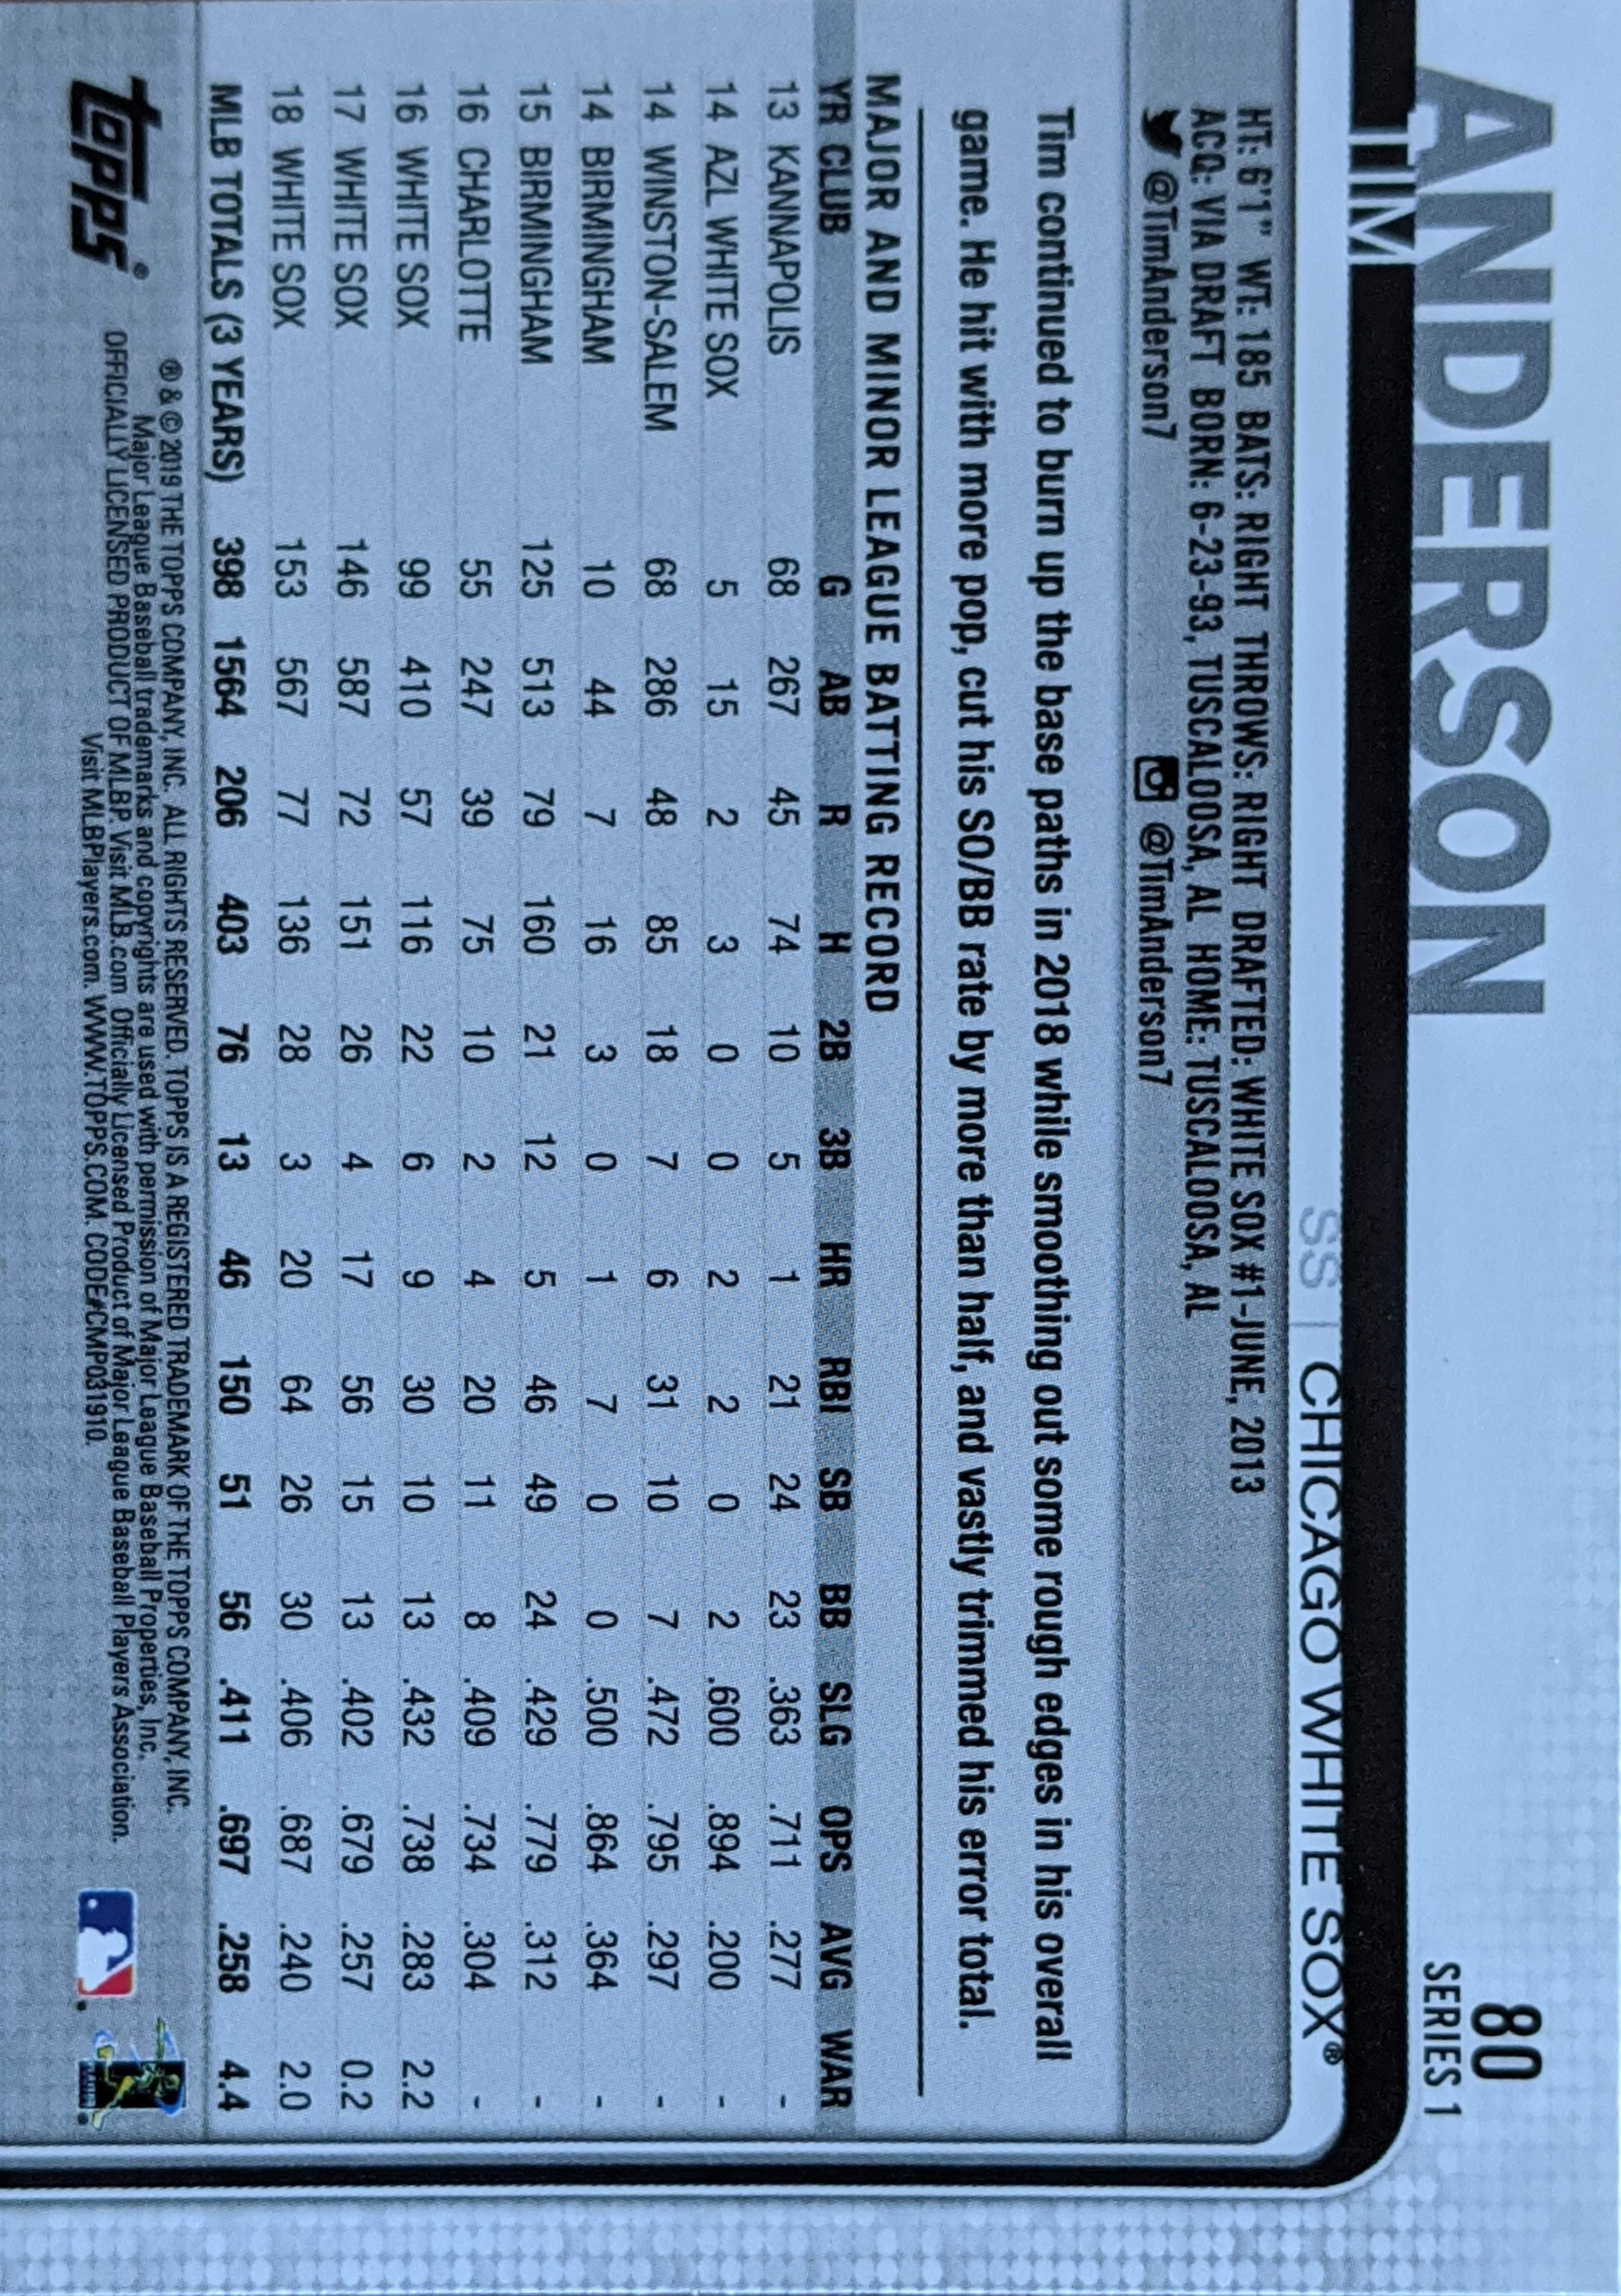 ANDERSON
80
SERIES 1
TIM
SS | CHICAGO WHITE SOX®
HT: 6'1" WT: 185 BATS: RIGHT THROWS: RIGHT DRAFTED: WHITE SOX #1-JUNE, 2013
ACQ: VIA DRAFT BORN: 6-23-93, TUSCALOOSA, AL HOME: TUSCALOOSA, AL
@TimAnderson7 @TimAnderson7
Tim continued to burn up the base paths in 2018 while smoothing out some rough edges in his overall
game. He hit with more pop, cut his SO/BB rate by more than half, and vastly trimmed his error total.
MAJOR AND MINOR LEAGUE BATTING RECORD
YR CLUB G AB R H 2B 3B HR RBI SB BB SLG OPS AVG WAR
13 KANNAPOLIS 68 267 45 74 10 5 1 21 24 23 .363 .711 .277 -
14 AZL WHITE SOX 5 15 2 3 0 0 2 2 0 2 .600 .894 .200 -
14 WINSTON-SALEM 68 286 48 85 18 7 6 31 10 7 .472 .795 .297 -
14 BIRMINGHAM 10 44 7 16 3 0 1 7 0 0 .500 .864 .364 -
15 BIRMINGHAM 125 513 79 160 21 12 5 46 49 24 .429 .779 .312 -
16 CHARLOTTE 55 247 39 75 10 2 4 20 11 8 .409 .734 .304 -
16 WHITE SOX 99 410 57 116 22 6 9 30 10 13 .432 .738 .283 2.2
17 WHITE SOX 146 587 72 151 26 4 17 56 15 13 .402 .679 .257 0.2
18 WHITE SOX 153 567 77 136 28 3 20 64 26 30 .406 .687 .240 2.0
MLB TOTALS (3 YEARS) 398 1564 206 403 76 13 46 150 51 56 .411 .697 .258 4.4
topps®
® & © 2019 THE TOPPS COMPANY, INC. ALL RIGHTS RESERVED. TOPPS IS A REGISTERED TRADEMARK OF THE TOPPS COMPANY, INC.
Major League Baseball trademarks and copyrights are used with permission of Major League Baseball Properties, Inc.
OFFICIALLY LICENSED PRODUCT OF MLBP. Visit MLB.com Officially Licensed Product of Major League Baseball Players Association.
Visit MLBPlayers.com. WWW.TOPPS.COM. CODE#CMP031910.